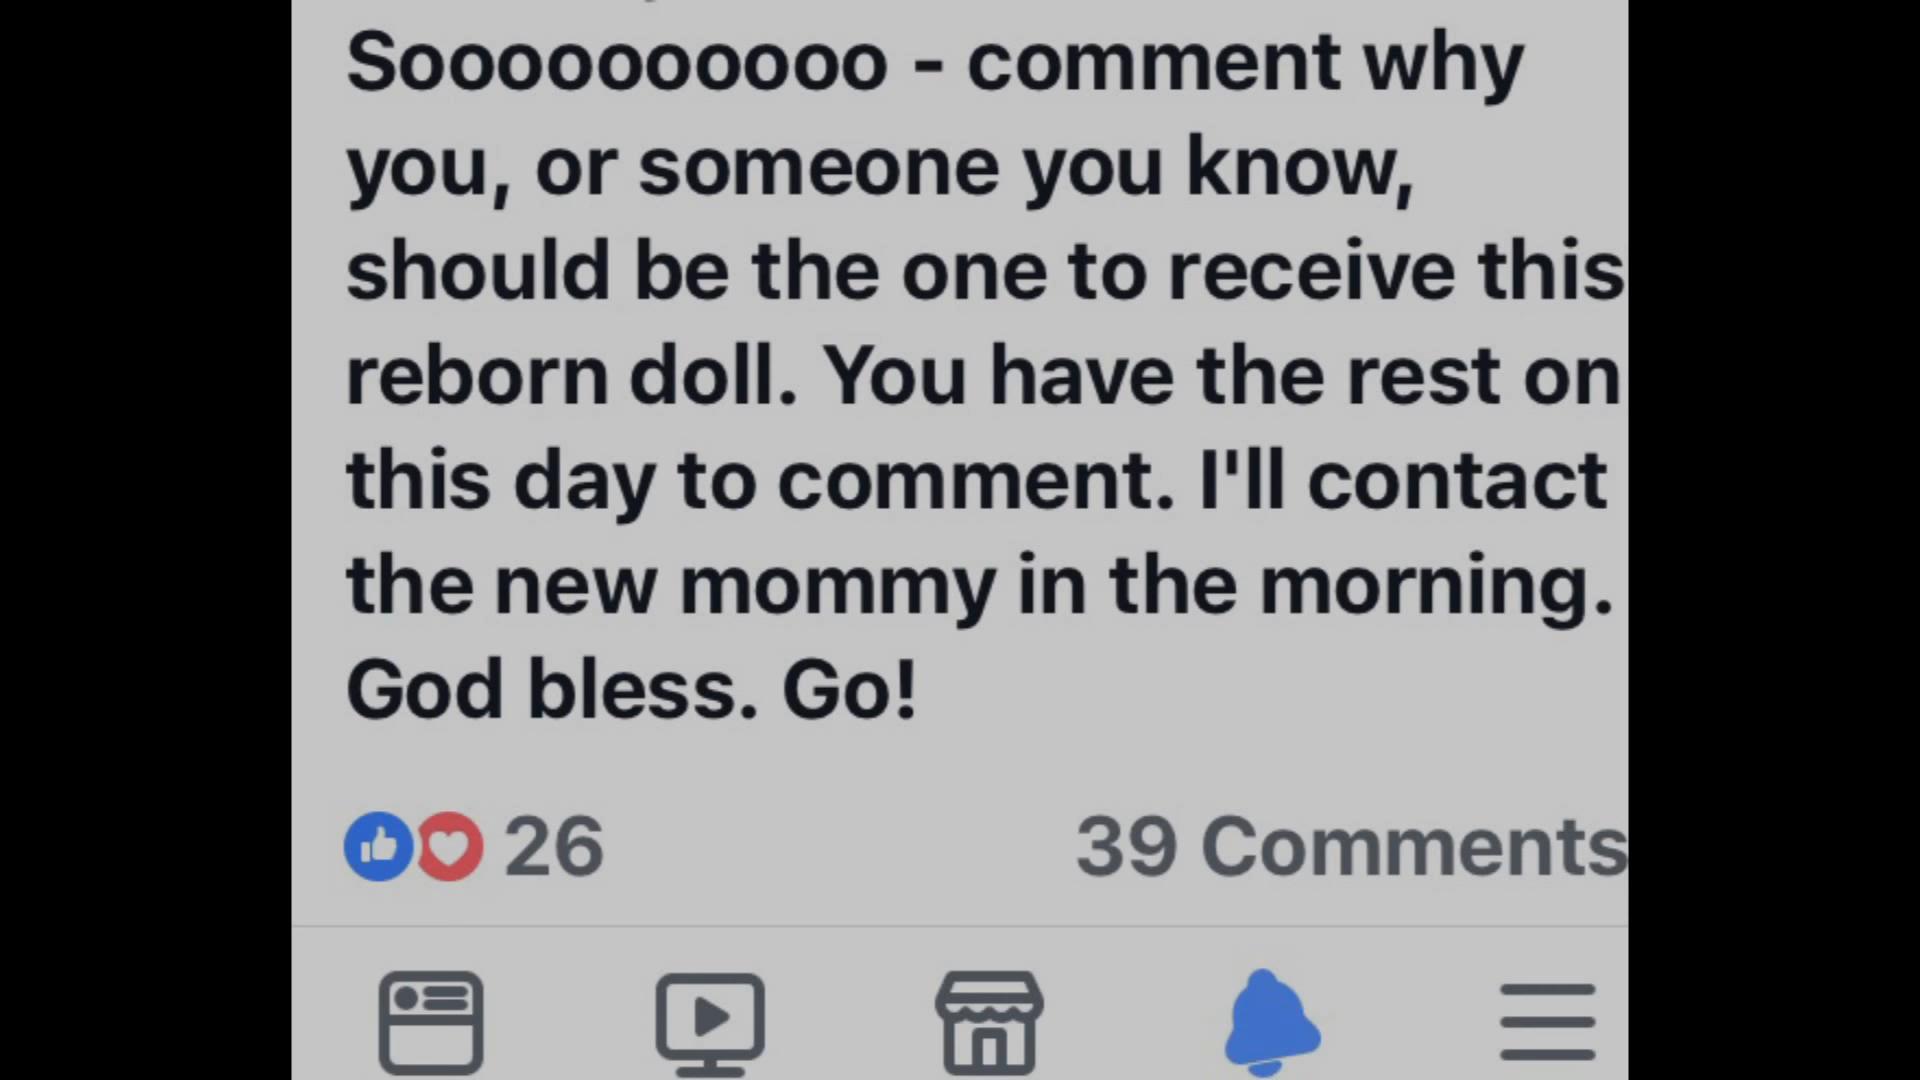 Soooooooooo - comment why
you, or someone you know,
should be the one to receive this
reborn doll. You have the rest on
this day to comment. I'll contact
the new mommy in the morning.
God bless. Go!
26 39 Comments